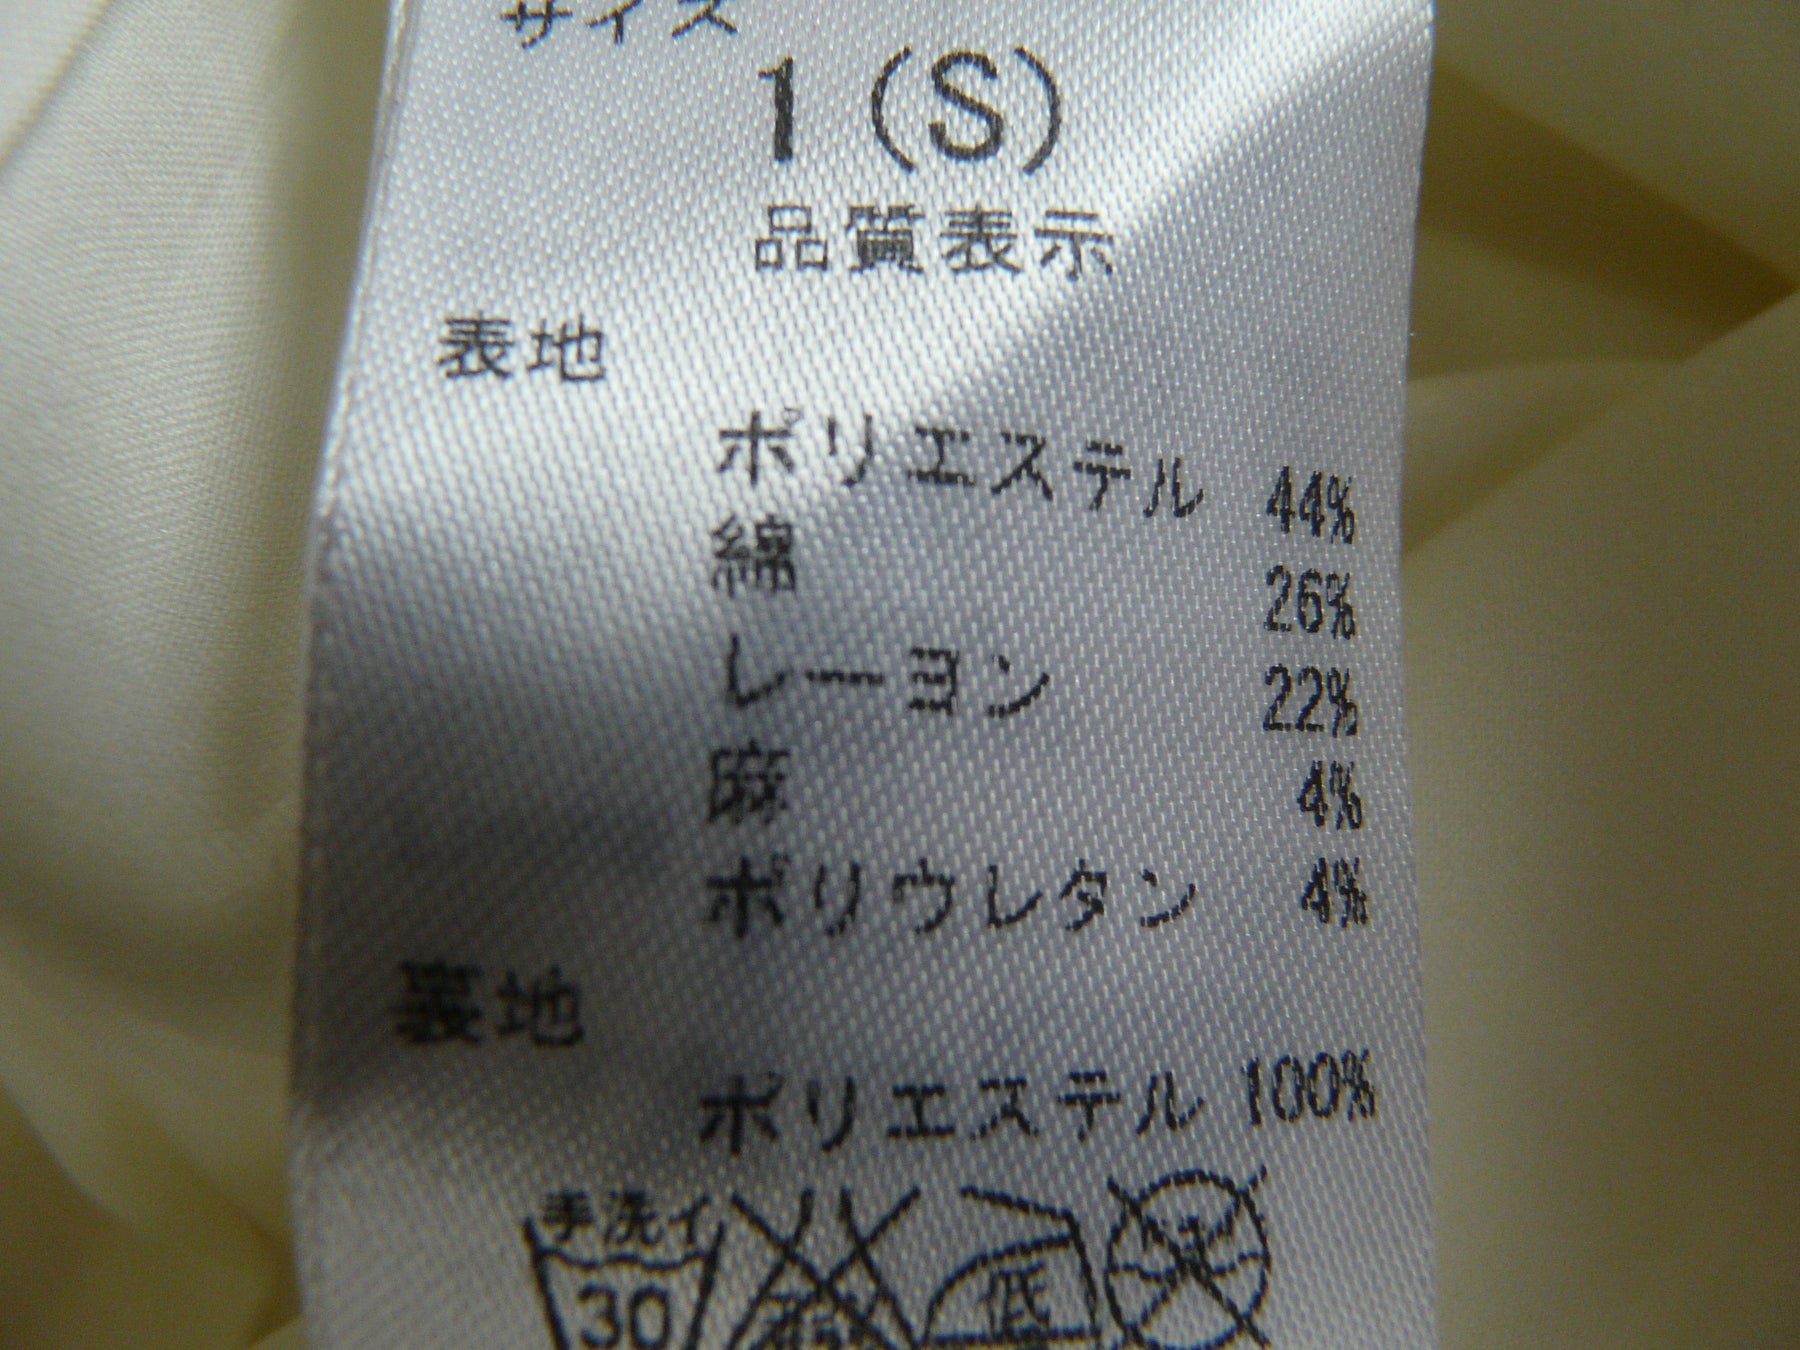 サイズ
1 (S)
品質表示
表地
ポリエステル 44%
綿 26%
レーヨン 22%
麻 4%
ポリウレタン 4%
裏地
ポリエステル 100%
手洗イ
30
低